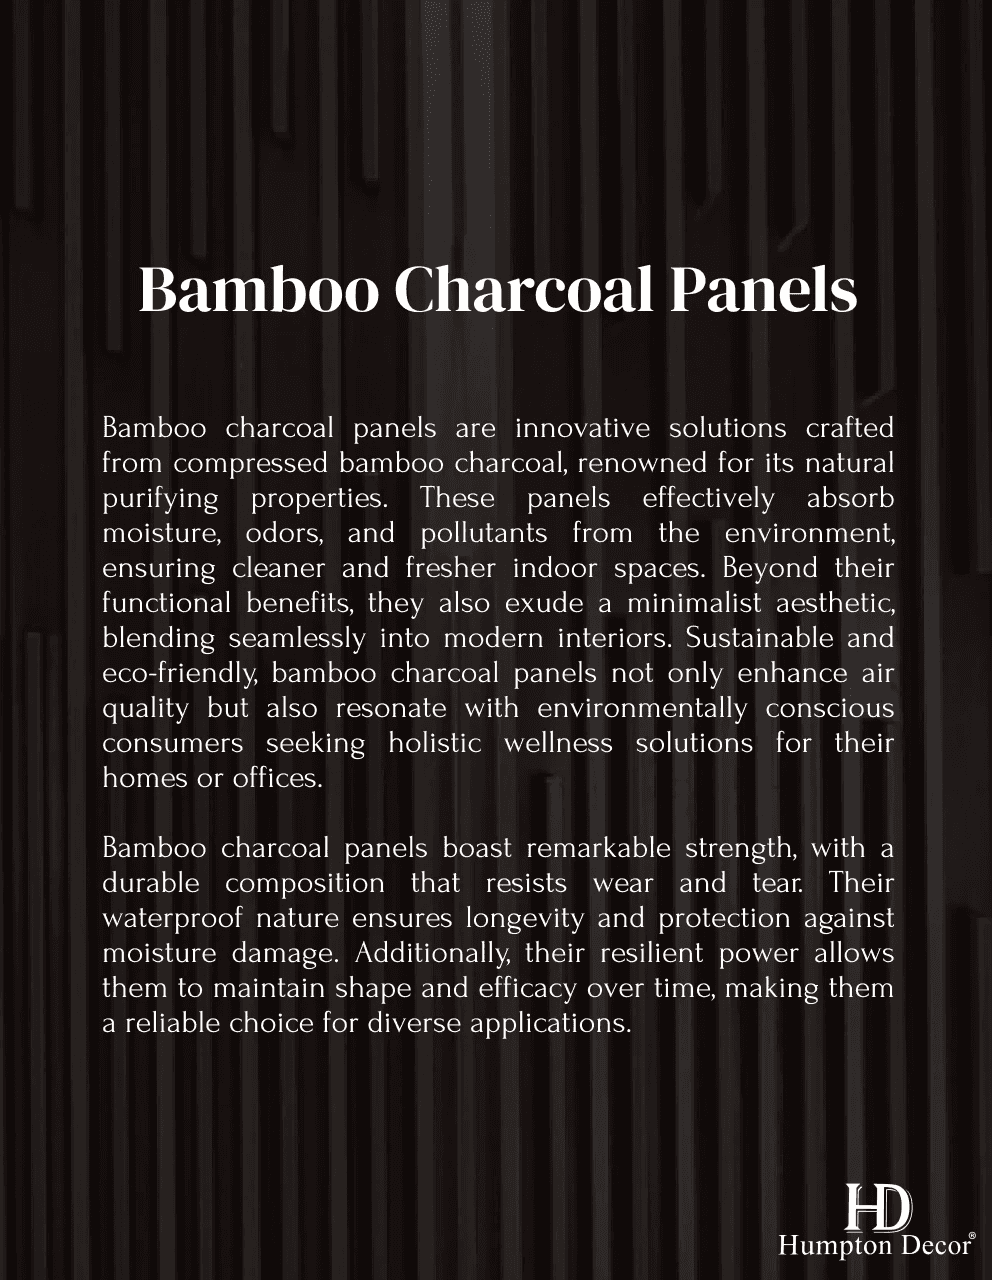 Bamboo Charcoal Panels
Bamboo charcoal panels are innovative solutions crafted
from compressed bamboo charcoal, renowned for its natural
purifying properties. These panels effectively absorb
moisture, odors, and pollutants from the environment,
ensuring cleaner and fresher indoor spaces. Beyond their
functional benefits, they also exude a minimalist aesthetic,
blending seamlessly into modern interiors. Sustainable and
eco-friendly, bamboo charcoal panels not only enhance air
quality but also resonate with environmentally conscious
consumers seeking holistic wellness solutions for their
homes or offices.
Bamboo charcoal panels boast remarkable strength, with a
durable composition that resists wear and tear. Their
waterproof nature ensures longevity and protection against
moisture damage. Additionally, their resilient power allows
them to maintain shape and efficacy over time, making them
a reliable choice for diverse applications.
HD
Humpton Decor®